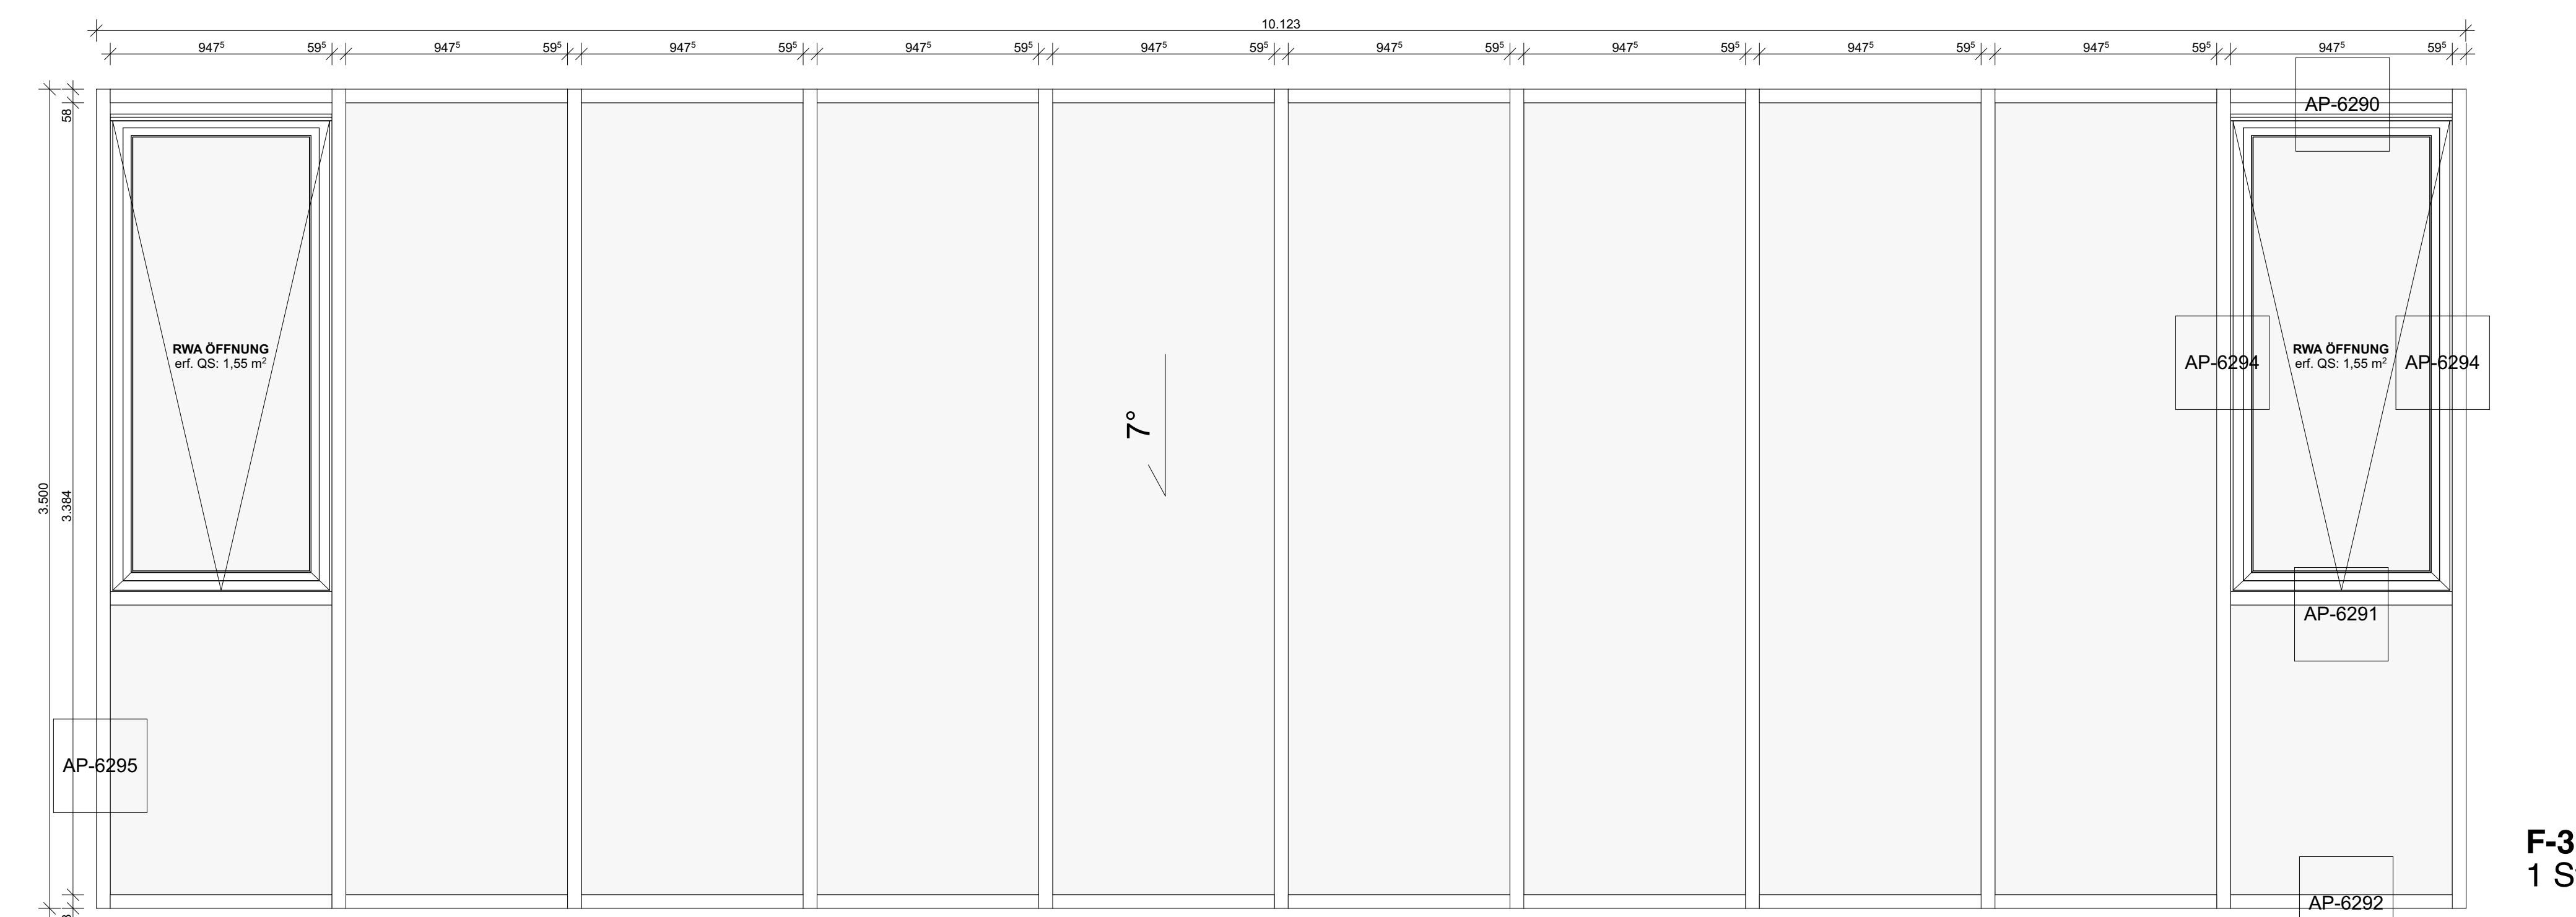 10.123
947⁵ 59⁵ 947⁵ 59⁵ 947⁵ 59⁵ 947⁵ 59⁵ 947⁵ 59⁵ 947⁵ 59⁵ 947⁵ 59⁵ 947⁵ 59⁵ 947⁵ 59⁵ 947⁵ 59⁵
58
AP-6290
RWA ÖFFNUNG
erf. QS: 1,55 m²
AP-6294
RWA ÖFFNUNG
erf. QS: 1,55 m²
AP-6294
7°
3.500
3.384
AP-6291
AP-6295
F-3
1 S
AP-6292